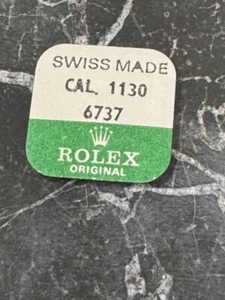 SWISS MADE
CAL. 1130
6737
ROLEX
ORIGINAL